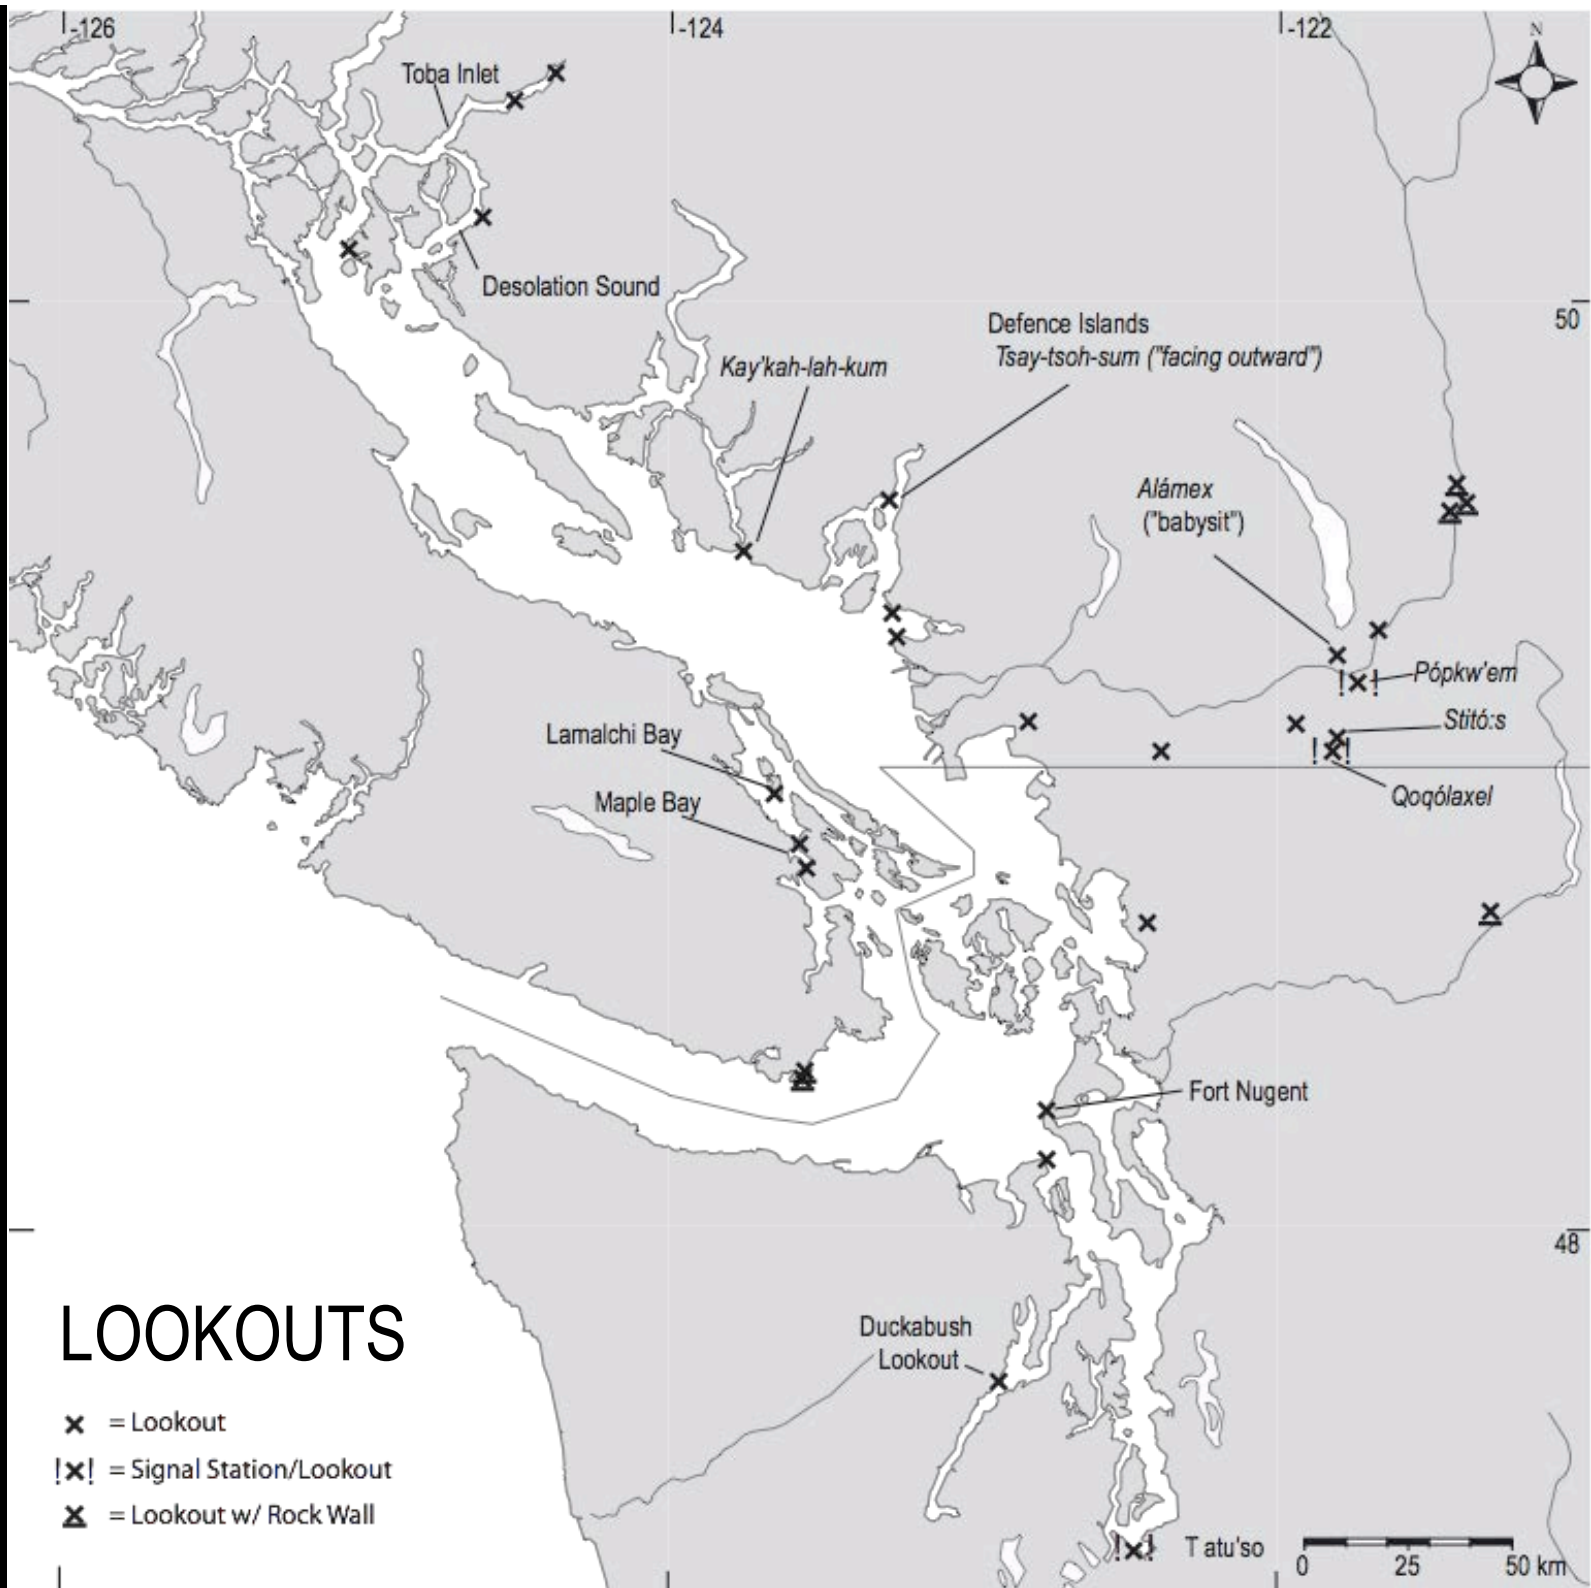 -126
-124
-122
N
Toba Inlet
Desolation Sound
50
Defence Islands
Tsay-tsoh-sum ("facing outward")
Kay'kah-lah-kum
Alámex
("babysit")
! !
Pópkw'em
Stitó:s
! !
Qoqólaxel
Lamalchi Bay
Maple Bay
Fort Nugent
48
Duckabush
Lookout
LOOKOUTS
x = Lookout
!x! = Signal Station/Lookout
x = Lookout w/ Rock Wall
! ! T atu'so
0 25 50 km